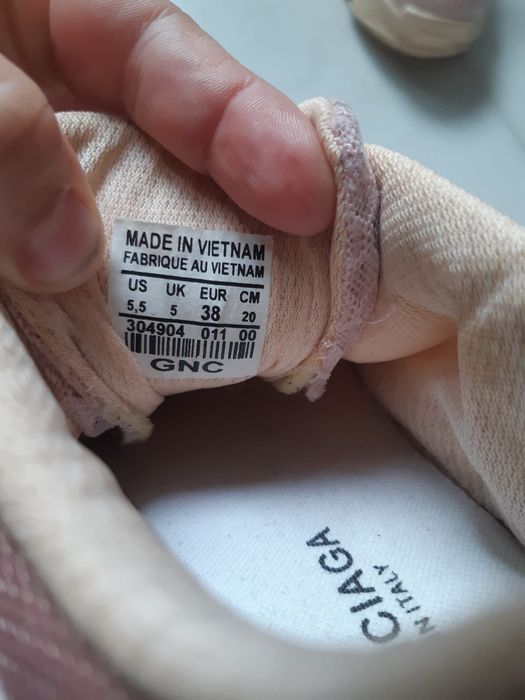 MADE IN VIETNAM
FABRIQUE AU VIETNAM
US UK EUR CM
5,5 5 38 20
304904 011 00
GNC
CIAGA
N ITALY